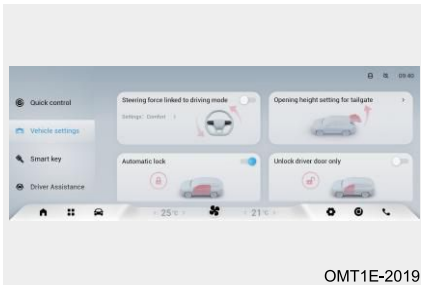 09:40
Quick control
Vehicle settings
Smart key
Driver Assistance
Steering force linked to driving mode
Settings: Comfort >
Opening height setting for tailgate >
Automatic lock
Unlock driver door only
25°C
21°C
OMT1E-2019